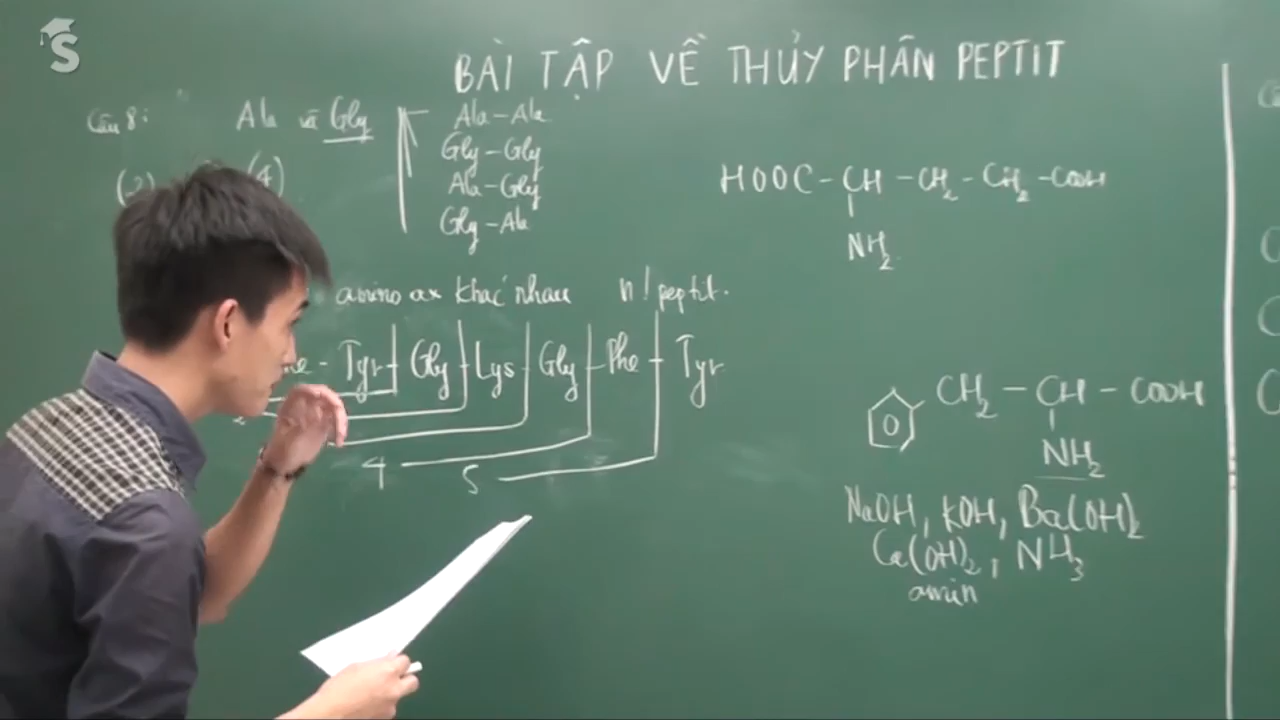 S
BÀI TẬP VỀ THỦY PHÂN PEPTIT
Câu 8: Ala và Gly
Ala-Ala
Gly-Gly
Ala-Gly
Gly-Ala
(2) (4)
HOOC-CH-CH2-CH2-COOH
NH2
amino ax khác nhau n! peptit.
Tyr Gly Lys Gly Phe Tyr
2
4 5
CH2-CH-COOH
NH2
NaOH, KOH, Ba(OH)2
Ca(OH)2, NH3
amin